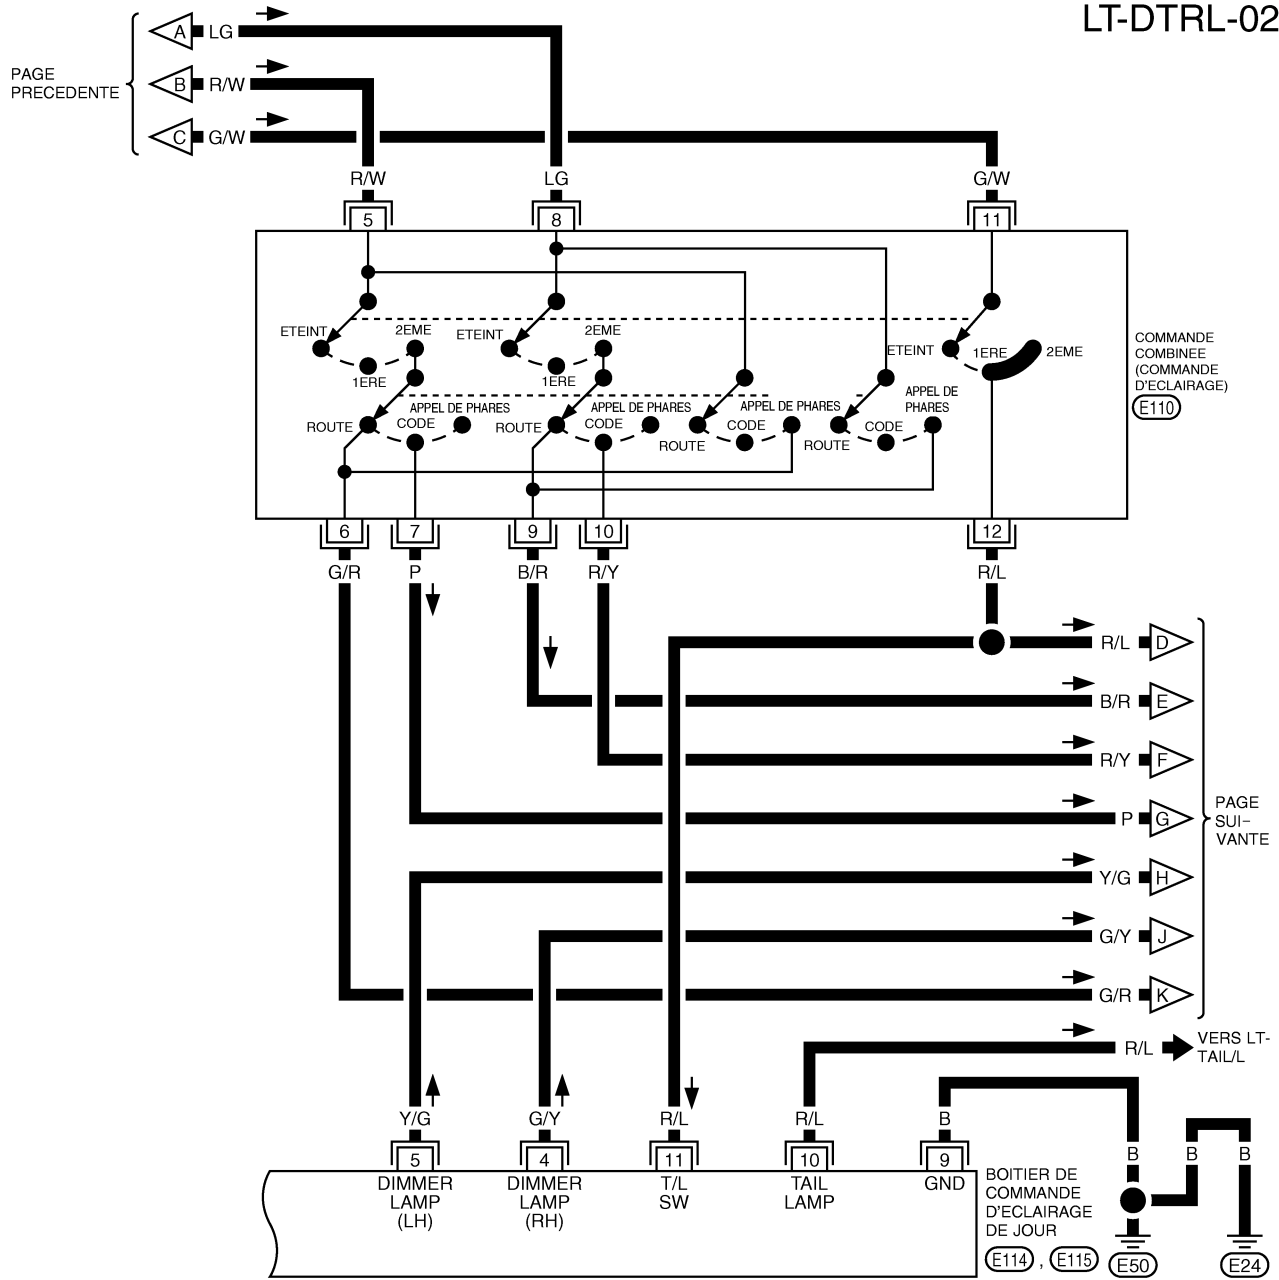 LT-DTRL-02
PAGE
PRECEDENTE
A LG
B R/W
C G/W
R/W LG G/W
5 8 11
ETEINT 2EME ETEINT 2EME
1ERE 1ERE
ETEINT 1ERE 2EME
COMMANDE
COMBINEE
(COMMANDE
D'ECLAIRAGE)
E110
APPEL DE PHARES APPEL DE PHARES APPEL DE PHARES APPEL DE
PHARES
ROUTE CODE ROUTE CODE CODE CODE
ROUTE ROUTE
6 7 9 10 12
G/R P B/R R/Y R/L
R/L D
B/R E
R/Y F
P G
Y/G H
G/Y J
G/R K
PAGE
SUI-
VANTE
R/L VERS LT-
TAIL/L
Y/G G/Y R/L R/L B
B B B
5 4 11 10 9
DIMMER
LAMP
(LH)
DIMMER
LAMP
(RH)
T/L
SW
TAIL
LAMP
GND
BOITIER DE
COMMANDE
D'ECLAIRAGE
DE JOUR
E114 , E115
E50 E24